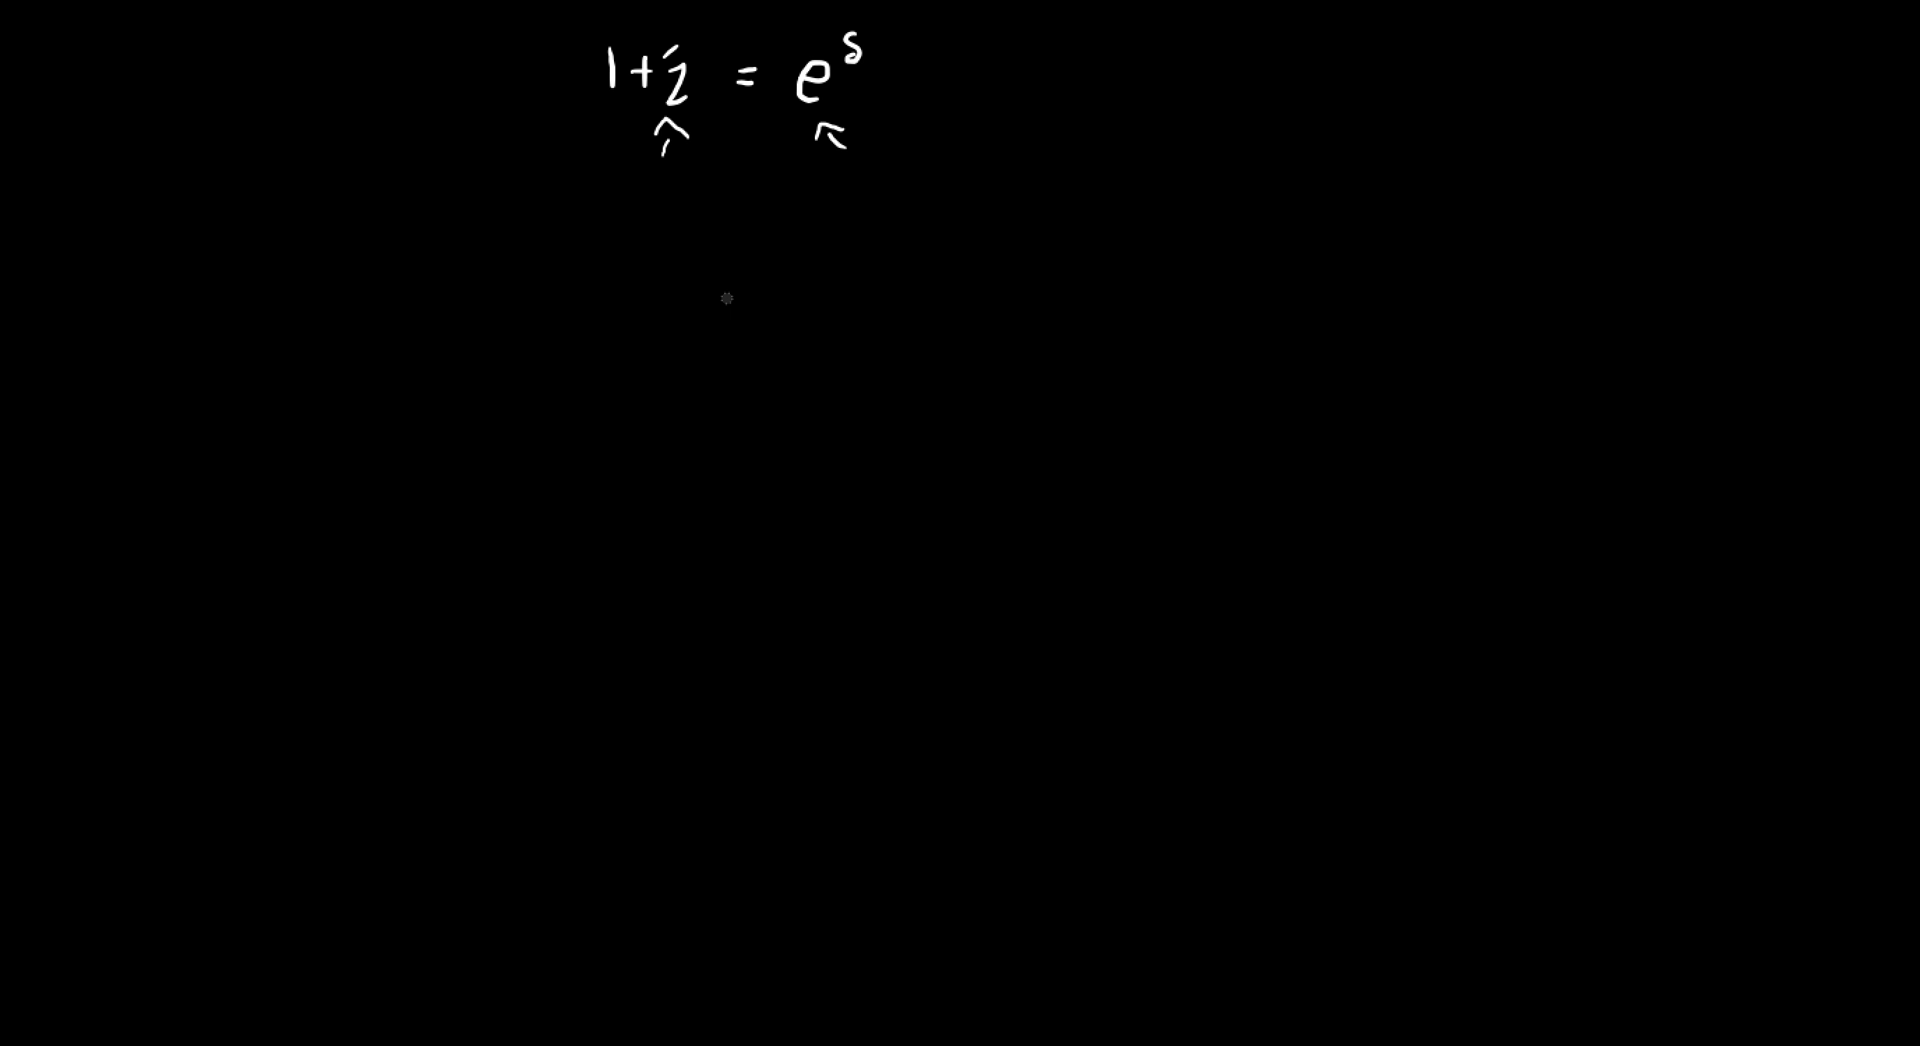 1+i = e^s